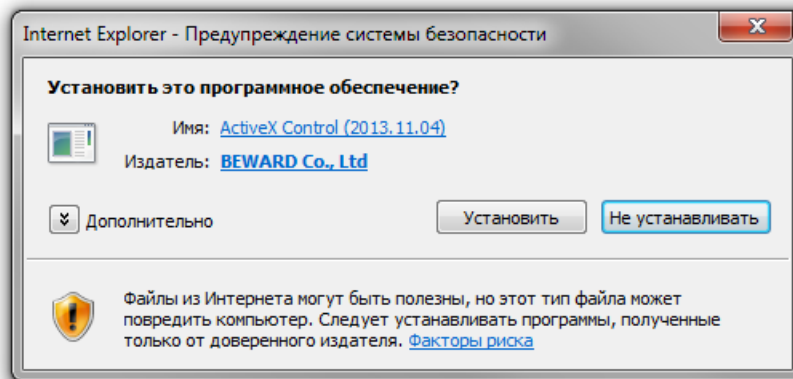 Internet Explorer - Предупреждение системы безопасности
Установить это программное обеспечение?
Имя: ActiveX Control (2013.11.04)
Издатель: BEWARD Co., Ltd
Дополнительно
Установить
Не устанавливать
Файлы из Интернета могут быть полезны, но этот тип файла может
повредить компьютер. Следует устанавливать программы, полученные
только от доверенного издателя. Факторы риска